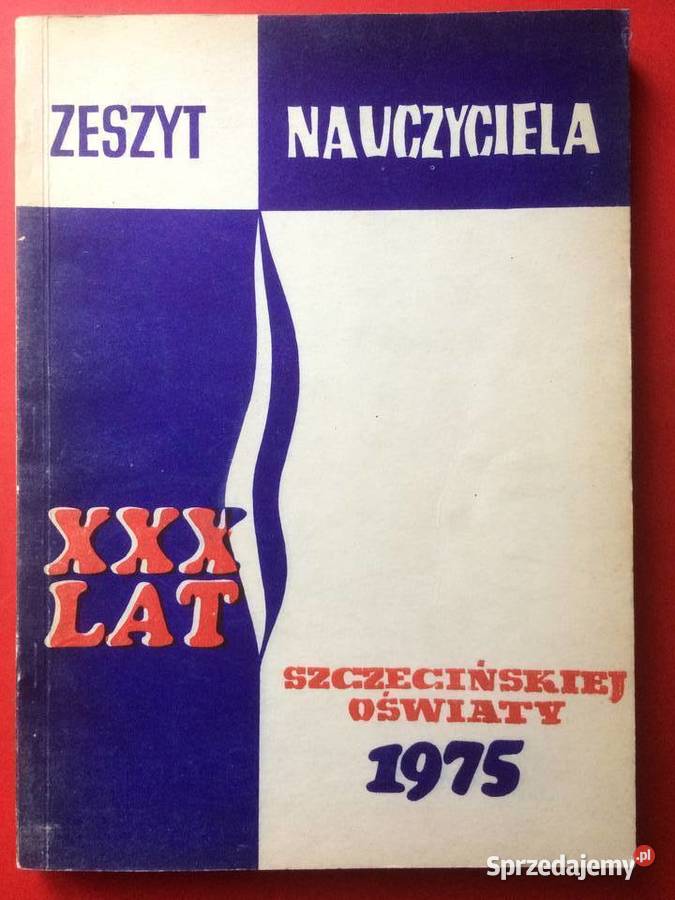 ZESZYT NAUCZYCIELA
XXX
LAT
SZCZECIŃSKIEJ
OŚWIATY
1975
Sprzedajemy.pl